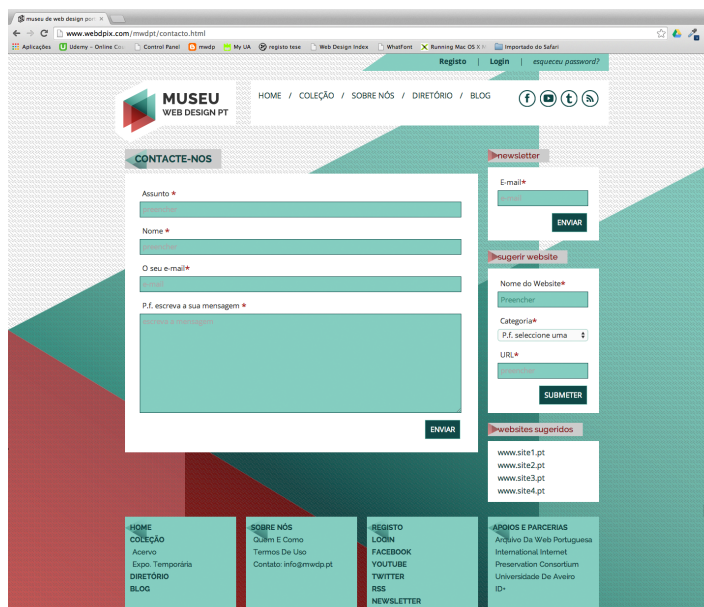 museu de web design port
www.webdpix.com/mwdpt/contacto.html
Aplicações Udemy - Online Co Control Panel mwdp My UA registo tese Web Design Index WhatFont Running Mac OS X Importado do Safari
Registo | Login | esqueceu password?
MUSEU
WEB DESIGN PT
HOME / COLEÇÃO / SOBRE NÓS / DIRETÓRIO / BLOG
CONTACTE-NOS
Assunto *
preencher
Nome *
preencher
O seu e-mail*
e-mail
P.f. escreva a sua mensagem *
escreva a mensagem
ENVIAR
newsletter
E-mail*
e-mail
ENVIAR
sugerir website
Nome do Website*
Preencher
Categoria*
P.f. seleccione uma
URL*
preencher
SUBMETER
websites sugeridos
www.site1.pt
www.site2.pt
www.site3.pt
www.site4.pt
HOME
COLEÇÃO
Acervo
Expo. Temporária
DIRETÓRIO
BLOG
SOBRE NÓS
Quem E Como
Termos De Uso
Contato: info@mwdp.pt
REGISTO
LOGIN
FACEBOOK
YOUTUBE
TWITTER
RSS
NEWSLETTER
APOIOS E PARCERIAS
Arquivo Da Web Portuguesa
International Internet
Preservation Consortium
Universidade De Aveiro
ID+